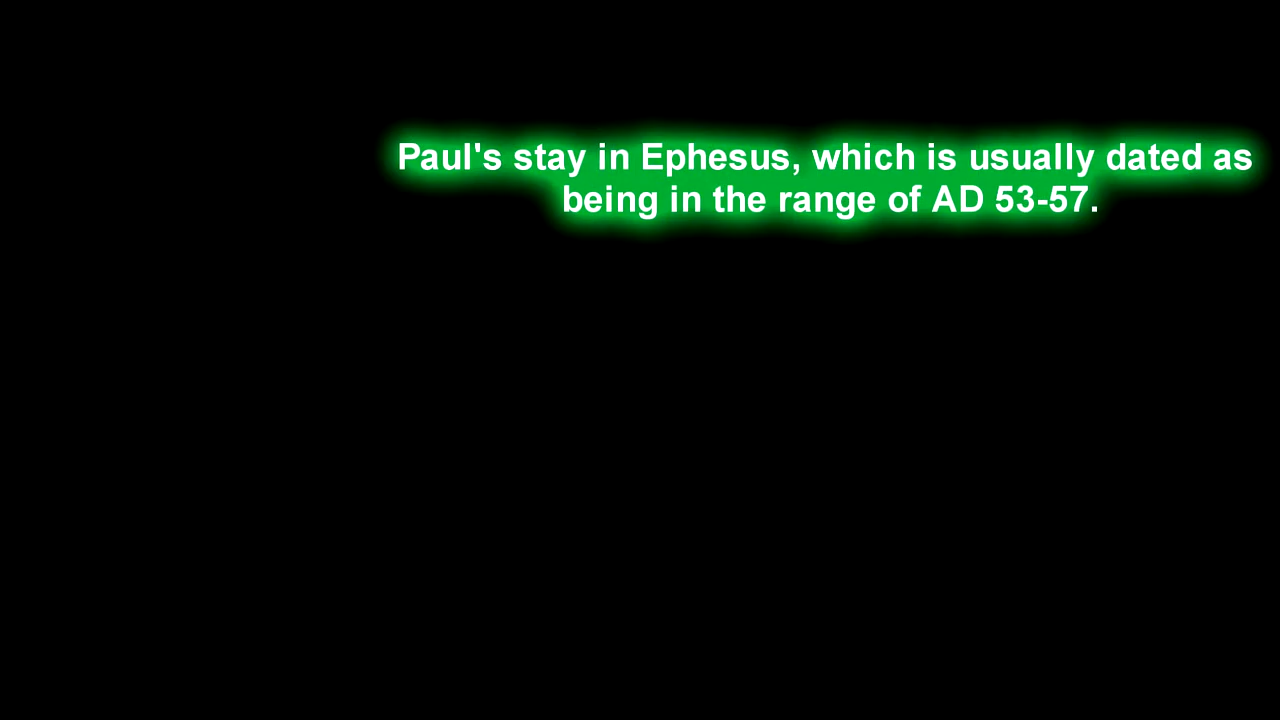 Paul's stay in Ephesus, which is usually dated as
being in the range of AD 53-57.